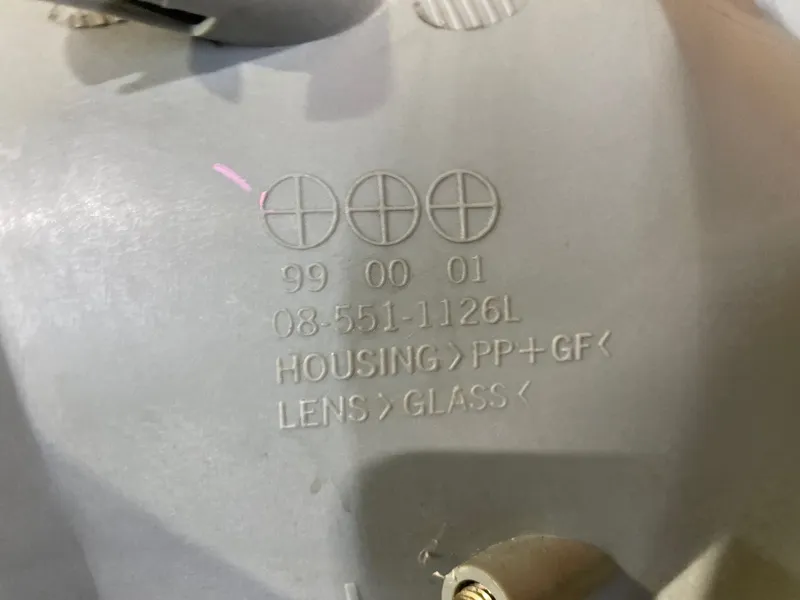 99 00 01
08-551-1126L
HOUSING>PP+GF<
LENS>GLASS<